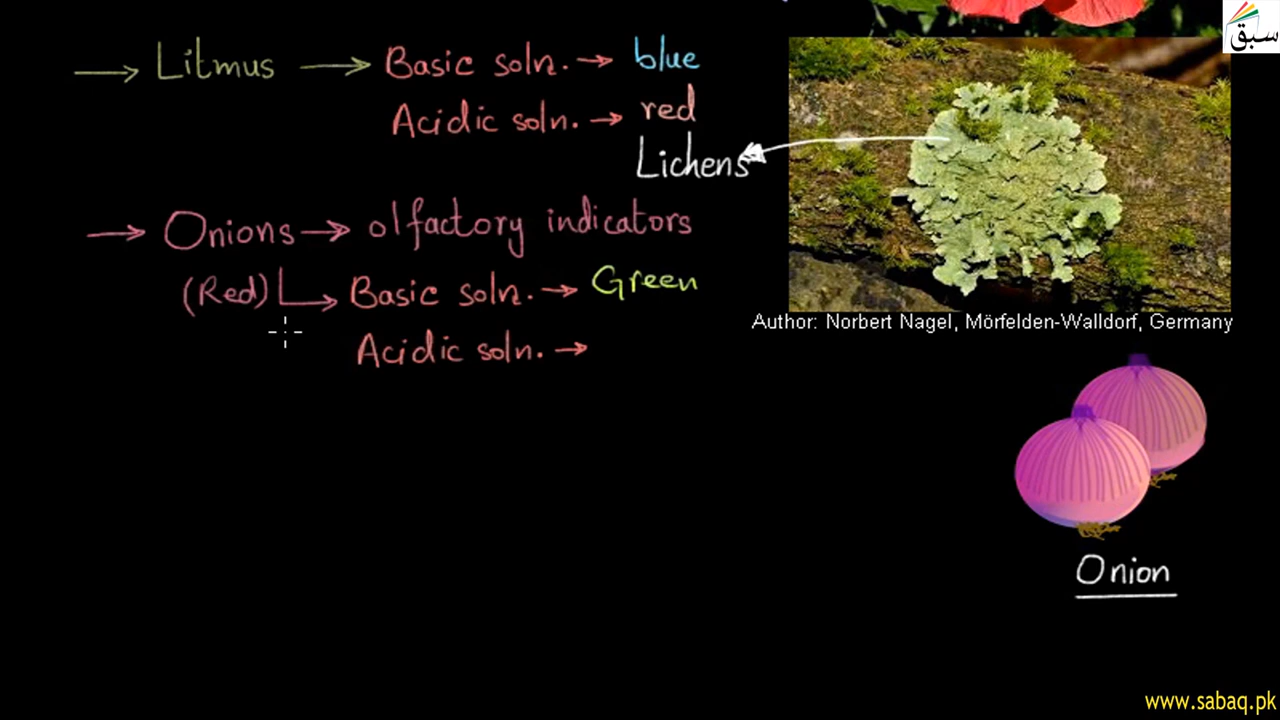 → Litmus → Basic soln. → blue
Acidic soln. → red
Lichens
→ Onions → olfactory indicators
(Red) Basic soln. → Green
Acidic soln. →
Author: Norbert Nagel, Mörfelden-Walldorf, Germany
Onion
سبق
www.sabaq.pk